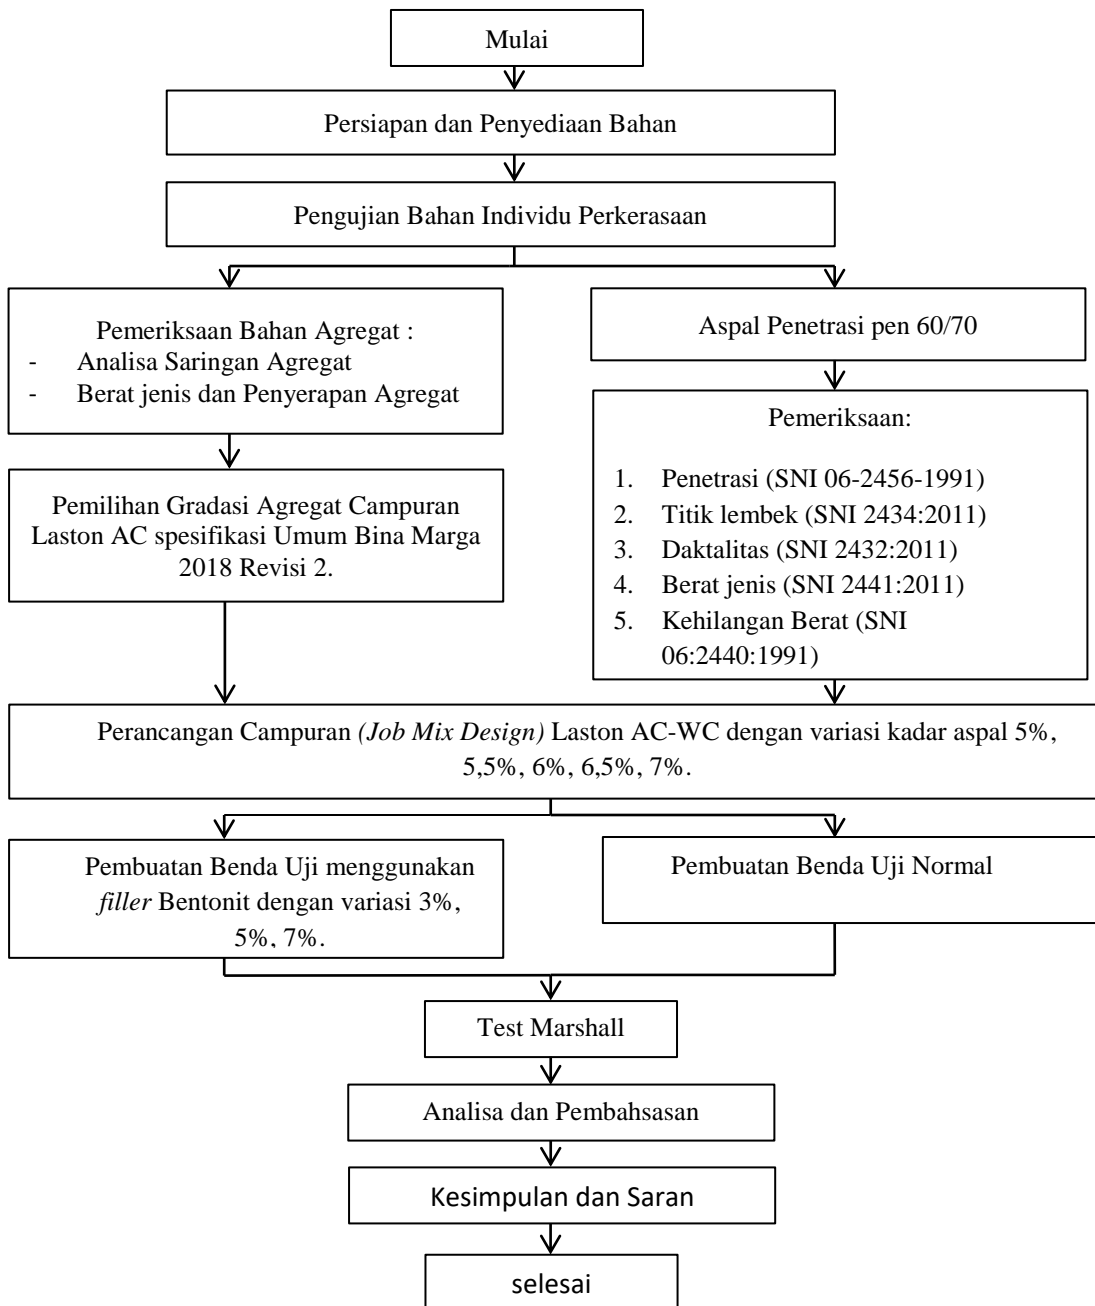 Mulai
Persiapan dan Penyediaan Bahan
Pengujian Bahan Individu Perkerasaan
Pemeriksaan Bahan Agregat :
- Analisa Saringan Agregat
- Berat jenis dan Penyerapan Agregat
Aspal Penetrasi pen 60/70
Pemeriksaan:
1. Penetrasi (SNI 06-2456-1991)
2. Titik lembek (SNI 2434:2011)
3. Daktalitas (SNI 2432:2011)
4. Berat jenis (SNI 2441:2011)
5. Kehilangan Berat (SNI
06:2440:1991)
Pemilihan Gradasi Agregat Campuran
Laston AC spesifikasi Umum Bina Marga
2018 Revisi 2.
Perancangan Campuran (Job Mix Design) Laston AC-WC dengan variasi kadar aspal 5%,
5,5%, 6%, 6,5%, 7%.
Pembuatan Benda Uji menggunakan
filler Bentonit dengan variasi 3%,
5%, 7%.
Pembuatan Benda Uji Normal
Test Marshall
Analisa dan Pembahsasan
Kesimpulan dan Saran
selesai